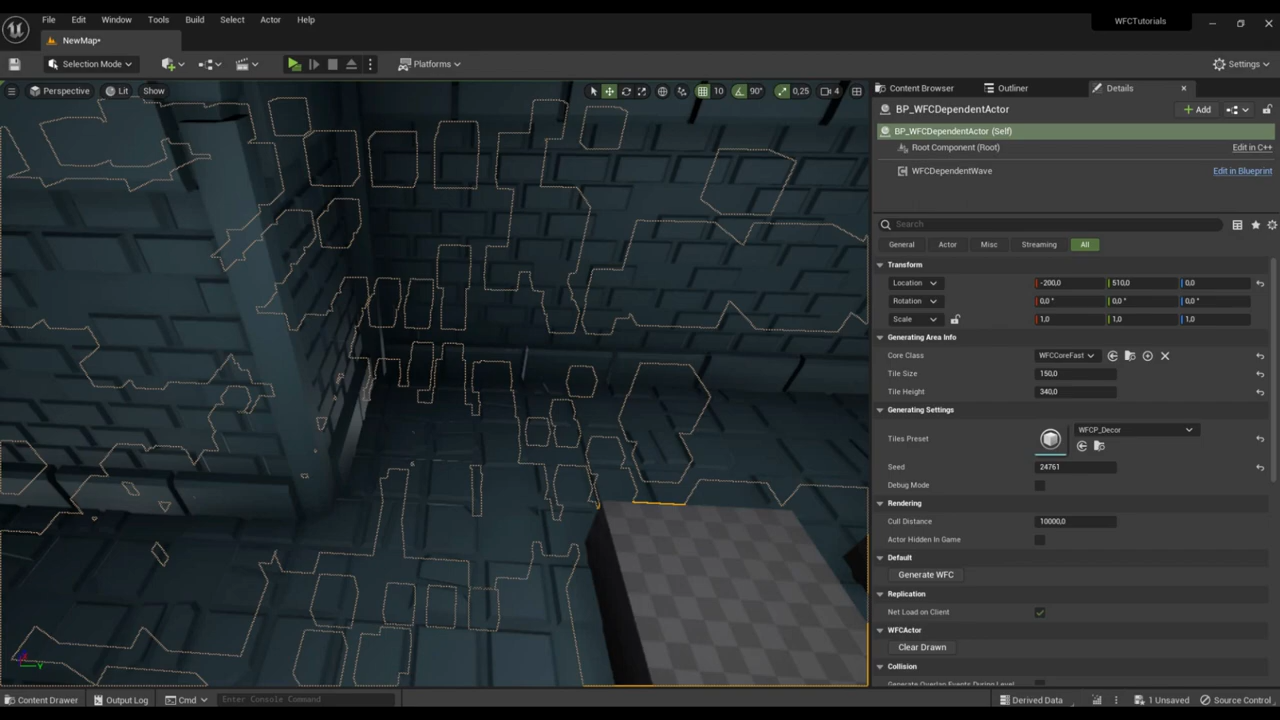 File Edit Window Tools Build Select Actor Help
WFCTutorials
NewMap*
Selection Mode
Platforms
Settings
Perspective Lit Show
10 90° 0,25 4
Content Browser Outliner Details
BP_WFCDependentActor
Add
BP_WFCDependentActor (Self)
Root Component (Root) Edit in C++
WFCDependentWave Edit in Blueprint
Search
General Actor Misc Streaming All
Transform
Location -200,0 510,0 0,0
Rotation 0,0 ° 0,0 ° 0,0 °
Scale 1,0 1,0 1,0
Generating Area Info
Core Class WFCCoreFast
Tile Size 150,0
Tile Height 340,0
Generating Settings
Tiles Preset WFCP_Decor
Seed 24761
Debug Mode
Rendering
Cull Distance 10000,0
Actor Hidden In Game
Default
Generate WFC
Replication
Net Load on Client
WFCActor
Clear Drawn
Collision
Generate Overlap Events During Level
Content Drawer Output Log Cmd Enter Console Command Derived Data 1 Unsaved Source Control